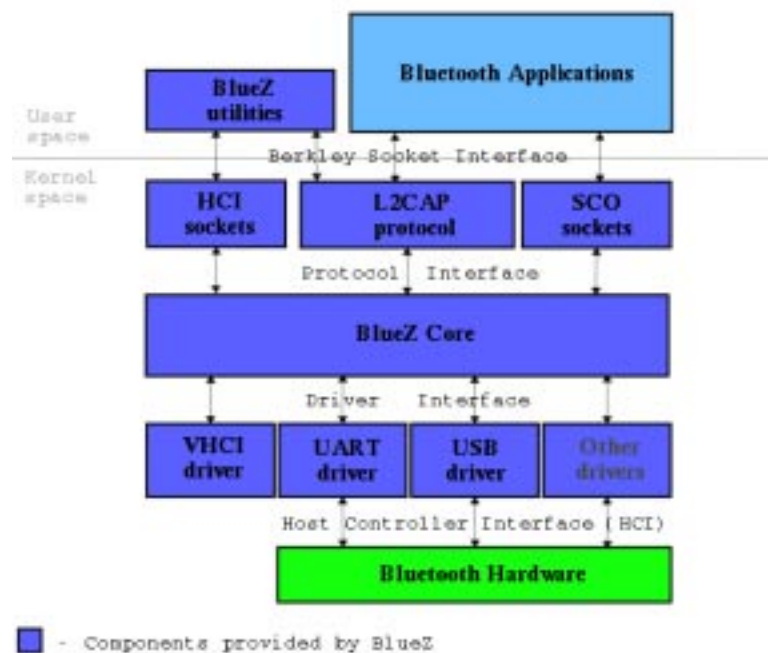 Bluetooth Applications
BlueZ
utilities
User
space
Berkley Socket Interface
Kernel
space
HCI
sockets
L2CAP
protocol
SCO
sockets
Protocol Interface
BlueZ Core
Driver Interface
VHCI
driver
UART
driver
USB
driver
Other
drivers
Host Controller Interface (HCI)
Bluetooth Hardware
- Components provided by BlueZ